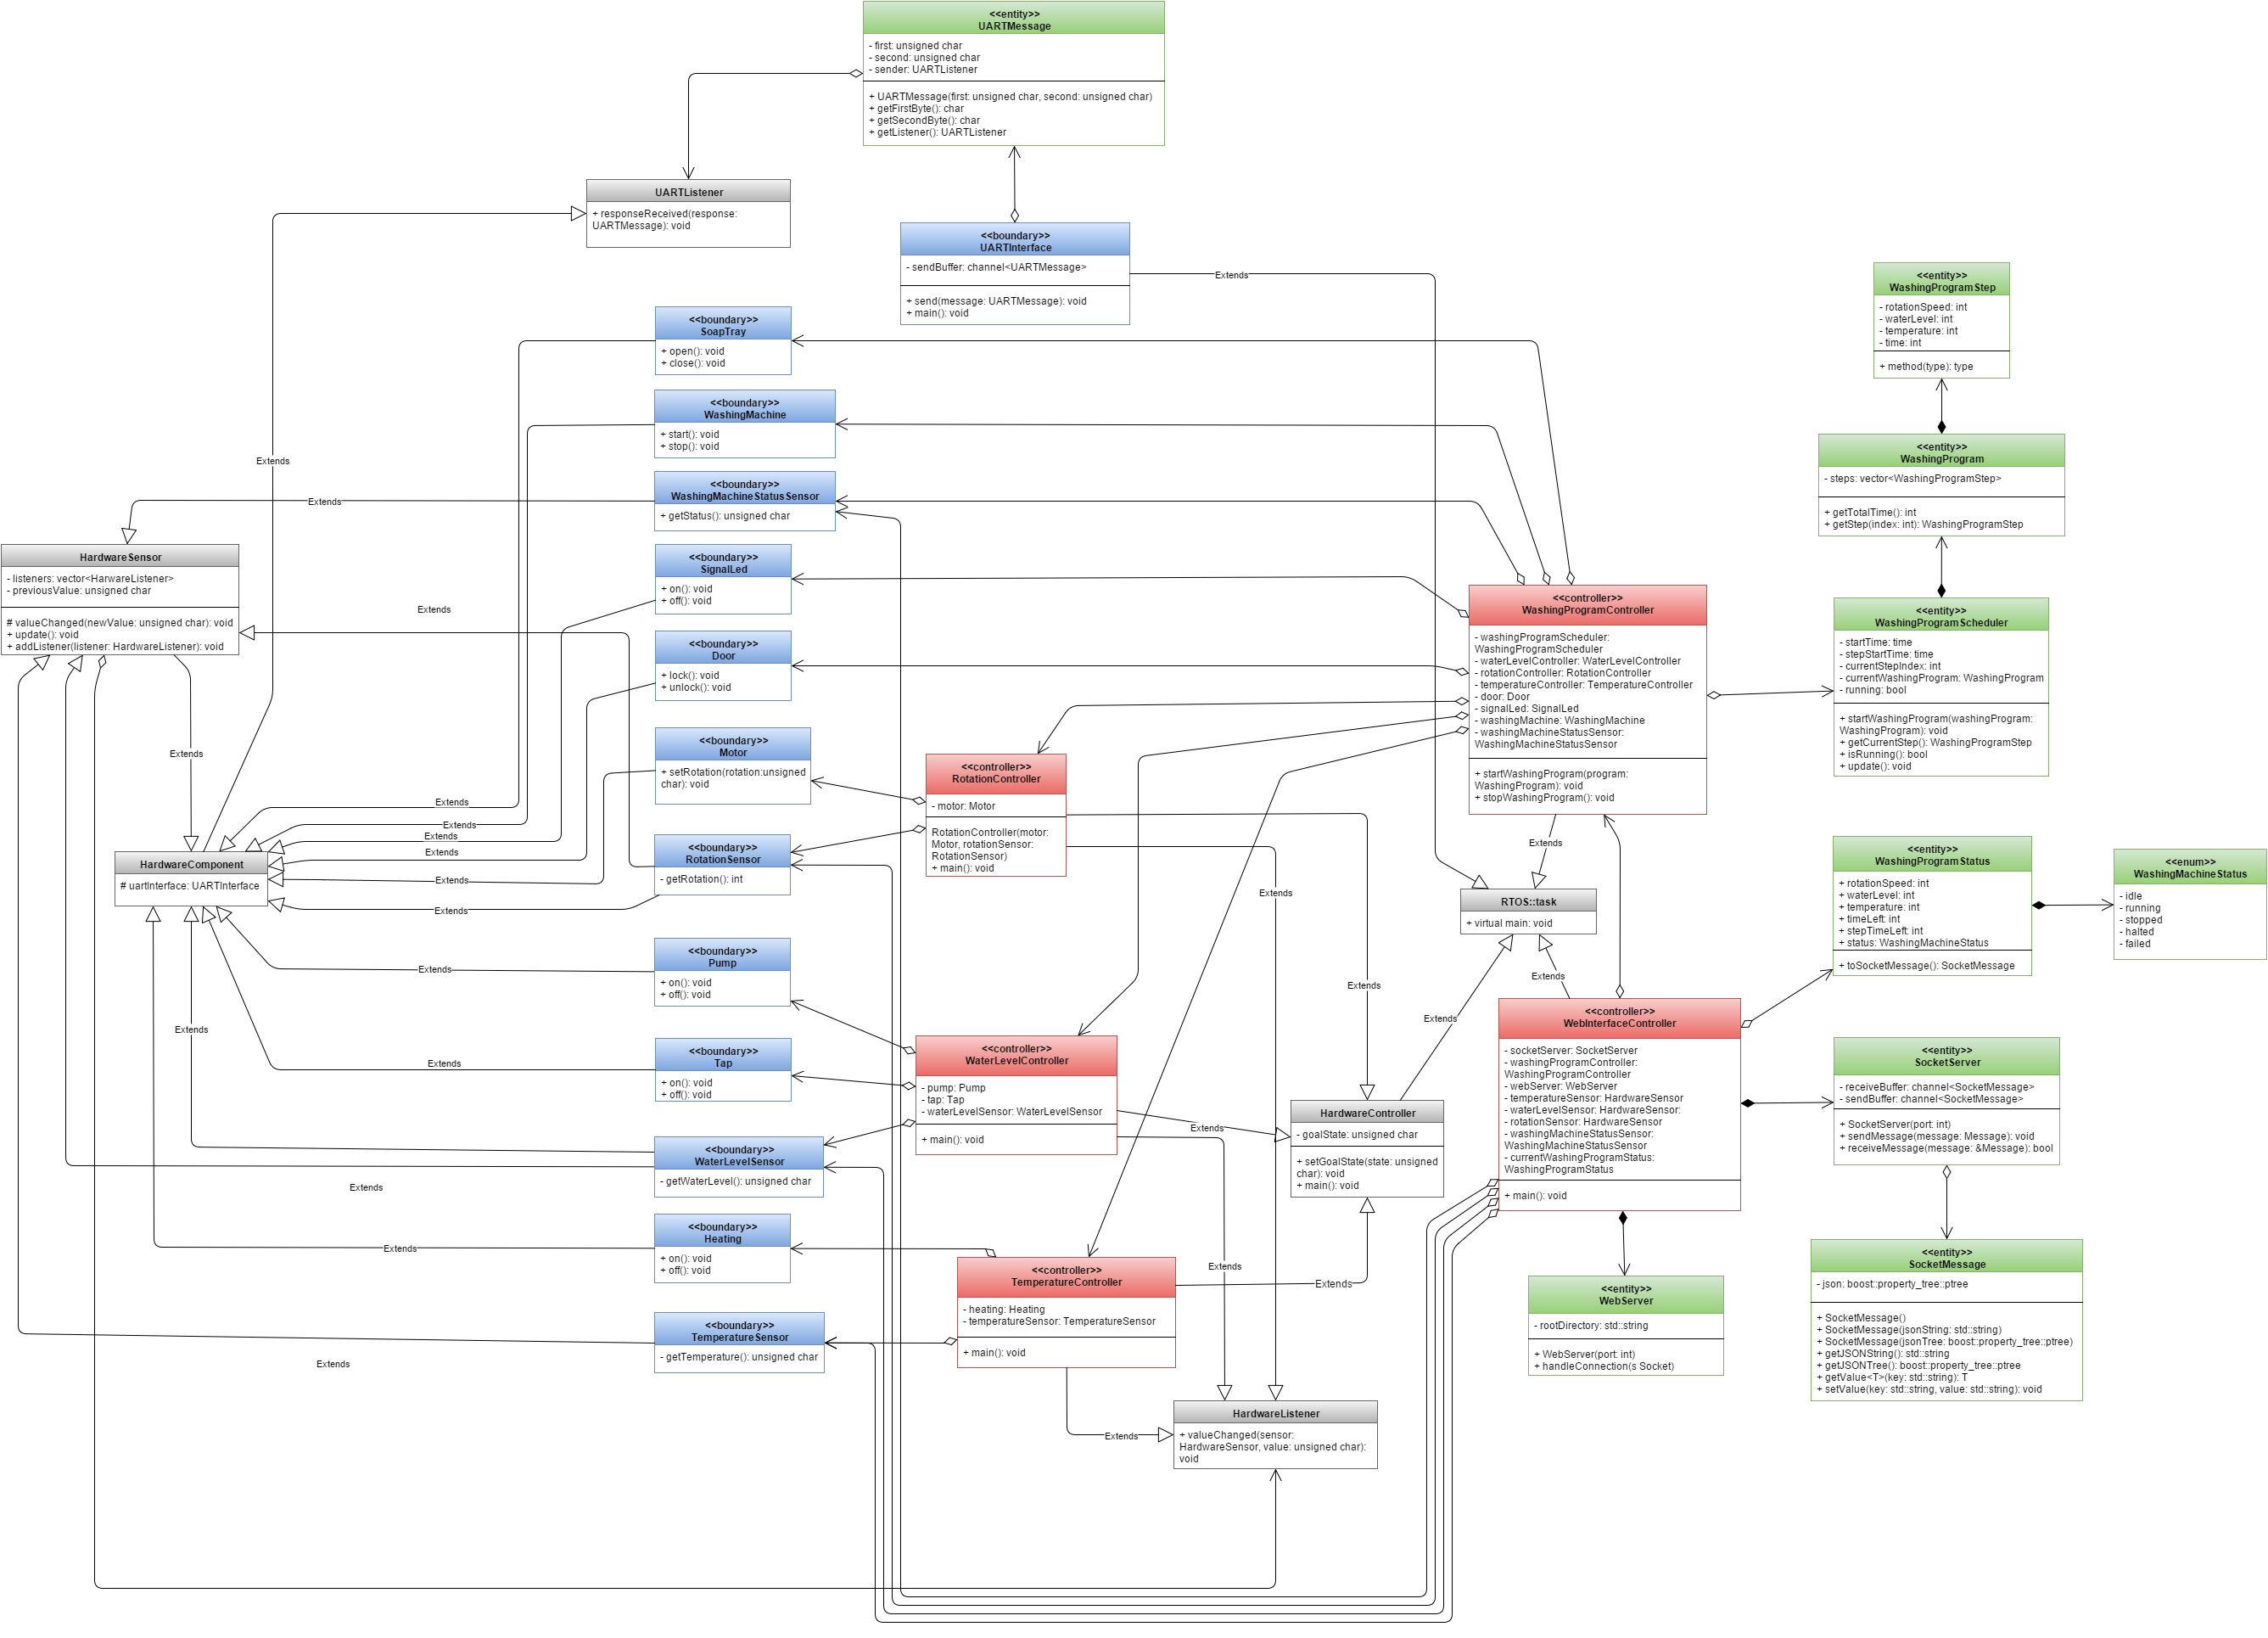 <<entity>>
UARTMessage
- first: unsigned char
- second: unsigned char
- sender: UARTListener
+ UARTMessage(first: unsigned char, second: unsigned char)
+ getFirstByte(): char
+ getSecondByte(): char
+ getListener(): UARTListener
UARTListener
+ responseReceived(response:
UARTMessage): void
<<boundary>>
UARTInterface
- sendBuffer: channel<UARTMessage>
+ send(message: UARTMessage): void
+ main(): void
Extends
<<entity>>
WashingProgramStep
- rotationSpeed: int
- waterLevel: int
- temperature: int
- time: int
+ method(type): type
<<boundary>>
SoapTray
+ open(): void
+ close(): void
<<boundary>>
WashingMachine
+ start(): void
+ stop(): void
Extends
<<entity>>
WashingProgram
- steps: vector<WashingProgramStep>
+ getTotalTime(): int
+ getStep(index: int): WashingProgramStep
<<boundary>>
WashingMachineStatusSensor
+ getStatus(): unsigned char
Extends
HardwareSensor
- listeners: vector<HarwareListener>
- previousValue: unsigned char
# valueChanged(newValue: unsigned char): void
+ update(): void
+ addListener(listener: HardwareListener): void
<<boundary>>
SignalLed
+ on(): void
+ off(): void
Extends
<<boundary>>
Door
+ lock(): void
+ unlock(): void
<<controller>>
WashingProgramController
- washingProgramScheduler:
WashingProgramScheduler
- waterLevelController: WaterLevelController
- rotationController: RotationController
- temperatureController: TemperatureController
- door: Door
- signalLed: SignalLed
- washingMachine: WashingMachine
- washingMachineStatusSensor:
WashingMachineStatusSensor
+ startWashingProgram(program:
WashingProgram): void
+ stopWashingProgram(): void
<<entity>>
WashingProgramScheduler
- startTime: time
- stepStartTime: time
- currentStepIndex: int
- currentWashingProgram: WashingProgram
- running: bool
+ startWashingProgram(washingProgram:
WashingProgram): void
+ getCurrentStep(): WashingProgramStep
+ isRunning(): bool
+ update(): void
<<boundary>>
Motor
+ setRotation(rotation:unsigned
char): void
Extends
<<controller>>
RotationController
- motor: Motor
RotationController(motor:
Motor, rotationSensor:
RotationSensor)
+ main(): void
Extends
Extends
Extends
Extends
Extends
Extends
<<boundary>>
RotationSensor
- getRotation(): int
HardwareComponent
# uartInterface: UARTInterface
Extends
Extends
RTOS::task
+ virtual main: void
<<entity>>
WashingProgramStatus
+ rotationSpeed: int
+ waterLevel: int
+ temperature: int
+ timeLeft: int
+ stepTimeLeft: int
+ status: WashingMachineStatus
+ toSocketMessage(): SocketMessage
<<enum>>
WashingMachineStatus
- idle
- running
- stopped
- halted
- failed
<<boundary>>
Pump
+ on(): void
+ off(): void
Extends
Extends
Extends
Extends
Extends
<<boundary>>
Tap
+ on(): void
+ off(): void
Extends
<<controller>>
WaterLevelController
- pump: Pump
- tap: Tap
- waterLevelSensor: WaterLevelSensor
+ main(): void
<<controller>>
WebInterfaceController
- socketServer: SocketServer
- washingProgramController:
WashingProgramController
- webServer: WebServer
- temperatureSensor: HardwareSensor
- waterLevelSensor: HardwareSensor:
- rotationSensor: HardwareSensor
- washingMachineStatusSensor:
WashingMachineStatusSensor
- currentWashingProgramStatus:
WashingProgramStatus
+ main(): void
<<entity>>
SocketServer
- receiveBuffer: channel<SocketMessage>
- sendBuffer: channel<SocketMessage>
+ SocketServer(port: int)
+ sendMessage(message: Message): void
+ receiveMessage(message: &Message): bool
HardwareController
- goalState: unsigned char
+ setGoalState(state: unsigned
char): void
+ main(): void
Extends
<<boundary>>
WaterLevelSensor
- getWaterLevel(): unsigned char
Extends
<<boundary>>
Heating
+ on(): void
+ off(): void
Extends
Extends
Extends
<<controller>>
TemperatureController
- heating: Heating
- temperatureSensor: TemperatureSensor
+ main(): void
<<entity>>
SocketMessage
- json: boost::property_tree::ptree
+ SocketMessage()
+ SocketMessage(jsonString: std::string)
+ SocketMessage(jsonTree: boost::property_tree::ptree)
+ getJSONString(): std::string
+ getJSONTree(): boost::property_tree::ptree
+ getValue<T>(key: std::string): T
+ setValue(key: std::string, value: std::string): void
<<entity>>
WebServer
- rootDirectory: std::string
+ WebServer(port: int)
+ handleConnection(s Socket)
<<boundary>>
TemperatureSensor
- getTemperature(): unsigned char
Extends
HardwareListener
+ valueChanged(sensor:
HardwareSensor, value: unsigned char):
void
Extends